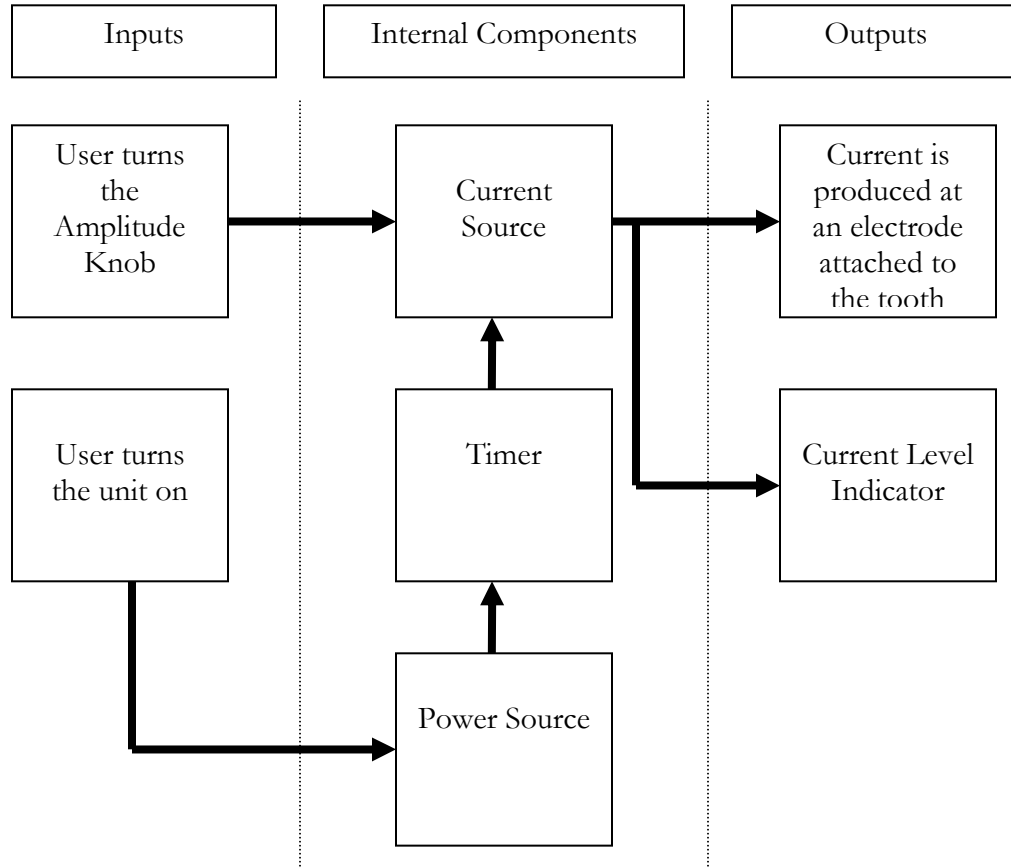 Inputs
Internal Components
Outputs
User turns
the
Amplitude
Knob
Current
Source
Current is
produced at
an electrode
attached to
the tooth
User turns
the unit on
Timer
Current Level
Indicator
Power Source